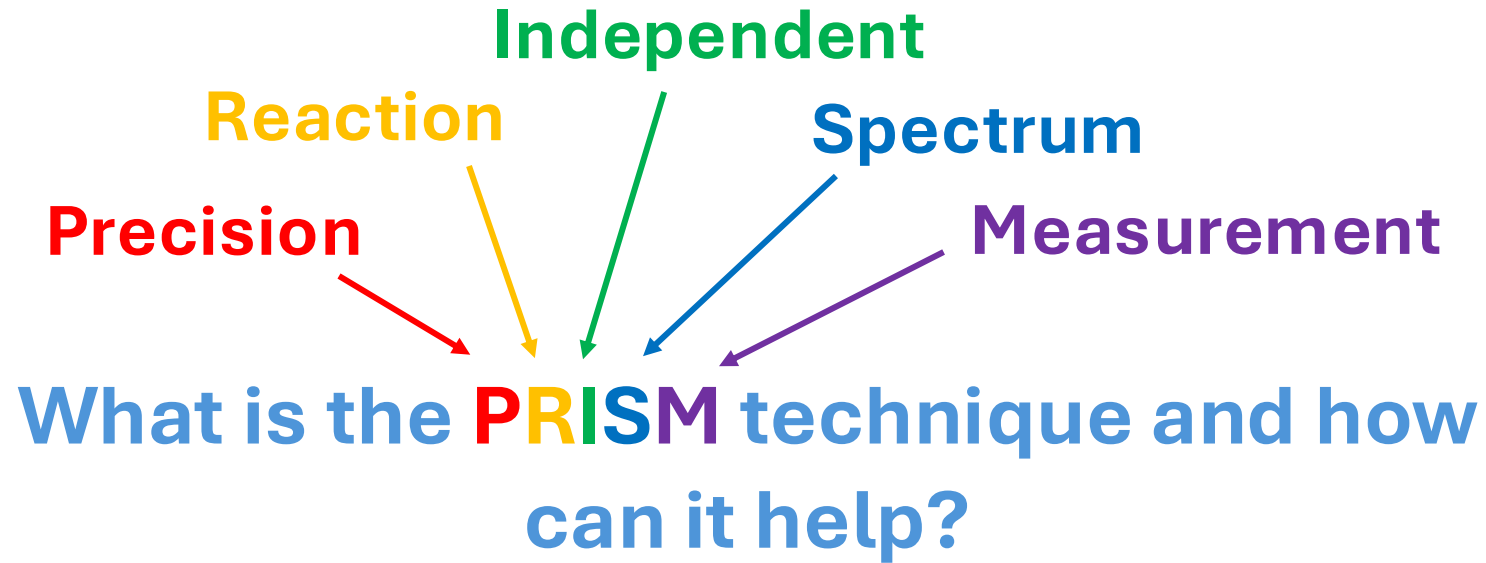 Independent
Reaction
Spectrum
Precision
Measurement
What is the PRISM technique and how
can it help?